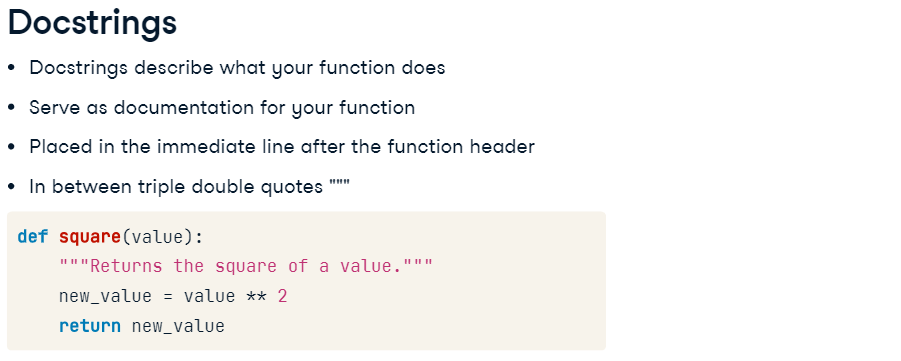 Docstrings
• Docstrings describe what your function does
• Serve as documentation for your function
• Placed in the immediate line after the function header
• In between triple double quotes """
def square(value):
    """Returns the square of a value."""
    new_value = value ** 2
    return new_value